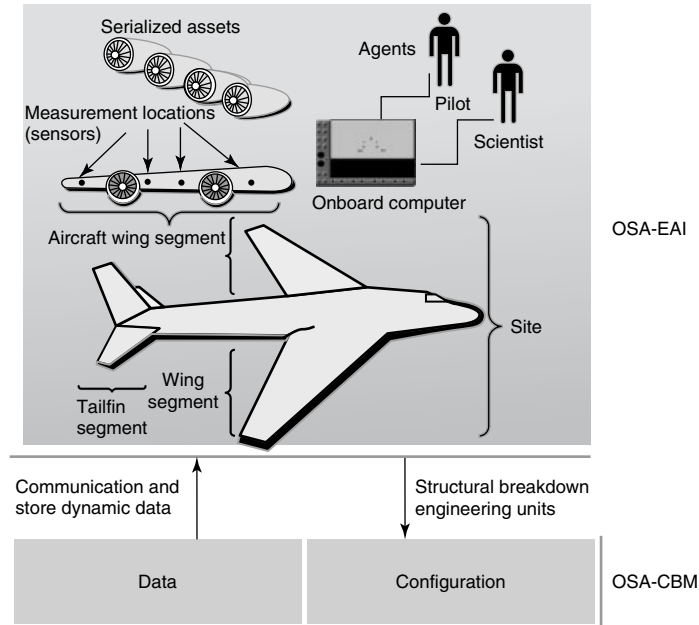 Serialized assets
Agents
Pilot
Scientist
Measurement locations
(sensors)
Onboard computer
Aircraft wing segment
OSA-EAI
Site
Wing
segment
Tailfin
segment
Communication and
store dynamic data
Structural breakdown
engineering units
Data
Configuration
OSA-CBM